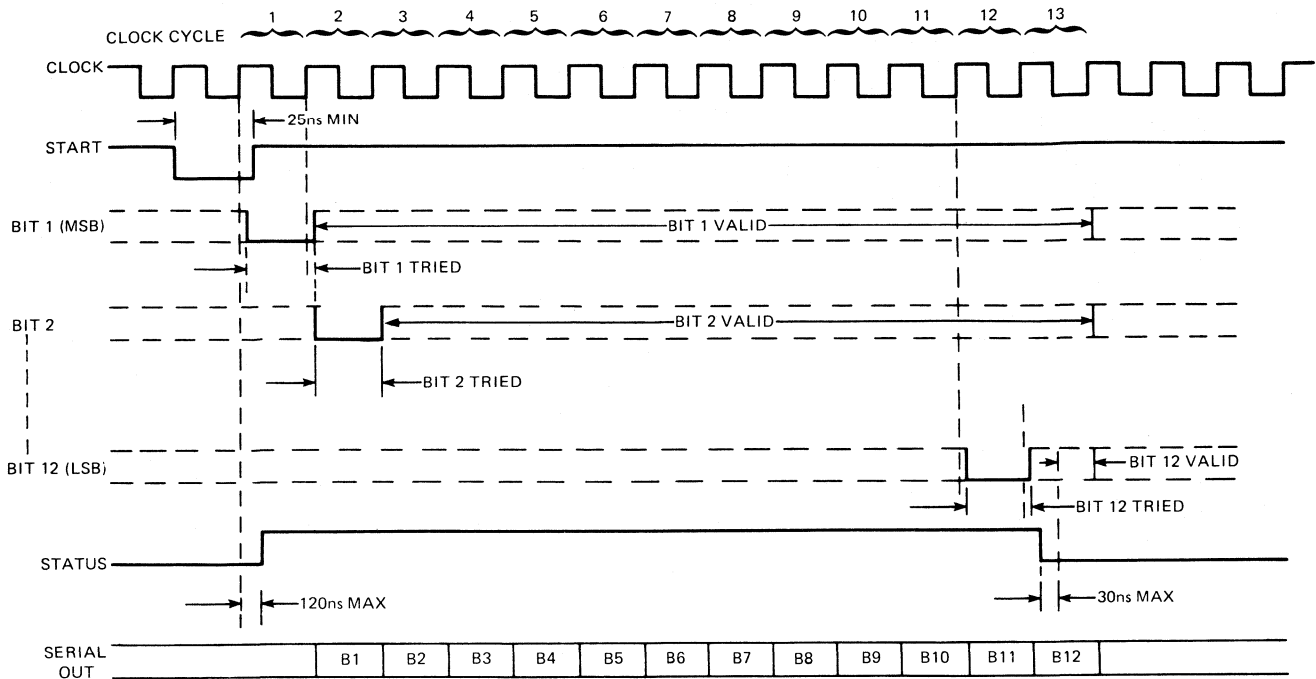 1 2 3 4 5 6 7 8 9 10 11 12 13
CLOCK CYCLE
CLOCK
25ns MIN
START
BIT 1 (MSB)
BIT 1 VALID
BIT 1 TRIED
BIT 2
BIT 2 VALID
BIT 2 TRIED
BIT 12 (LSB)
BIT 12 VALID
BIT 12 TRIED
STATUS
120ns MAX
30ns MAX
SERIAL
OUT
B1 B2 B3 B4 B5 B6 B7 B8 B9 B10 B11 B12